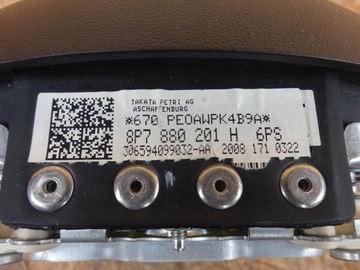 TAKATA PETRI AG
ASCHAFFENBURG
*670 PEOAWPK4B9A*
8P7 880 201 H 6PS
306594099032-AA 2008 171 0322